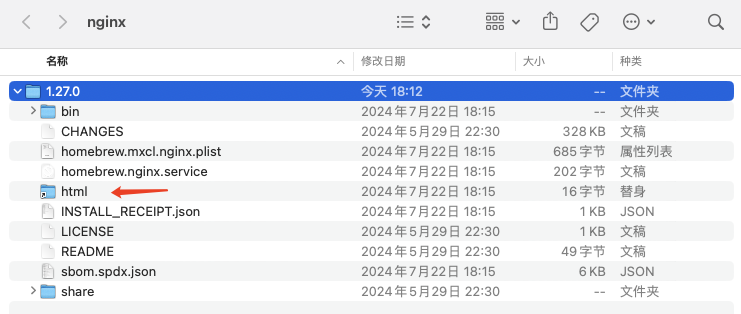 nginx
名称 修改日期 大小 种类
1.27.0 今天 18:12 -- 文件夹
bin 2024年7月22日 18:15 -- 文件夹
CHANGES 2024年5月29日 22:30 328 KB 文稿
homebrew.mxcl.nginx.plist 2024年7月22日 18:15 685 字节 属性列表
homebrew.nginx.service 2024年7月22日 18:15 202 字节 文稿
html 2024年7月22日 18:15 16 字节 替身
INSTALL_RECEIPT.json 2024年7月22日 18:15 1 KB JSON
LICENSE 2024年5月29日 22:30 1 KB 文稿
README 2024年5月29日 22:30 49 字节 文稿
sbom.spdx.json 2024年7月22日 18:15 6 KB JSON
share 2024年5月29日 22:30 -- 文件夹